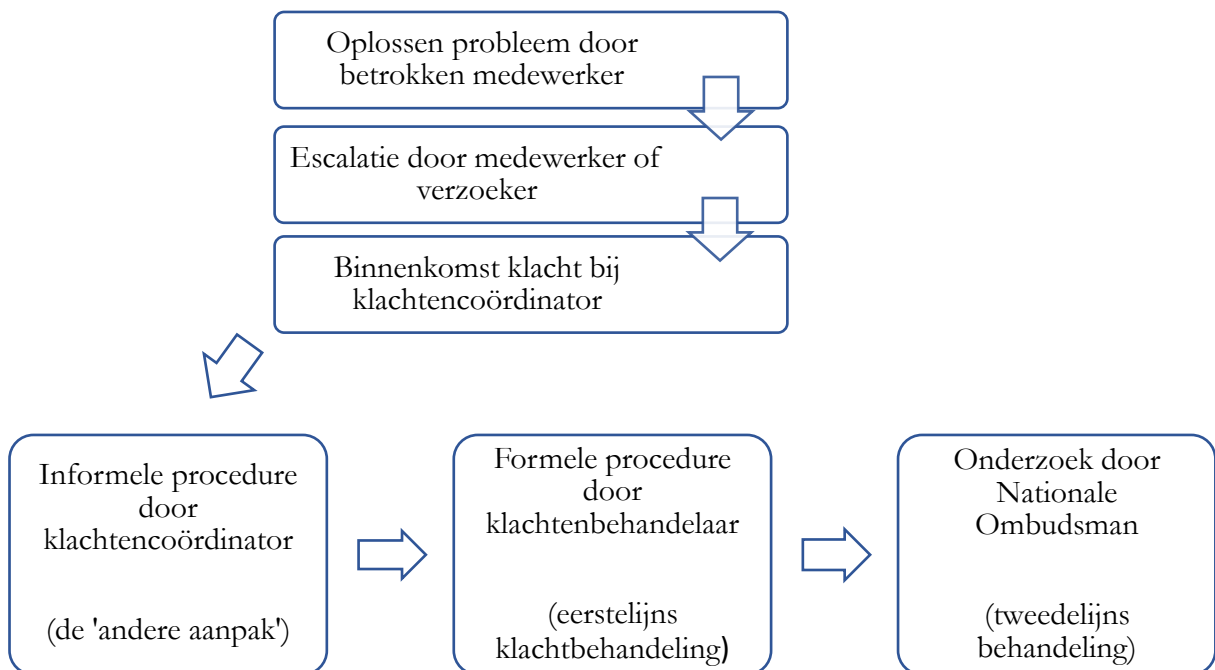 Oplossen probleem door
betrokken medewerker
Escalatie door medewerker of
verzoeker
Binnenkomst klacht bij
klachtencoördinator
Informele procedure
door
klachtencoördinator
(de 'andere aanpak')
Formele procedure
door
klachtenbehandelaar
(eerstelijns
klachtbehandeling)
Onderzoek door
Nationale
Ombudsman
(tweedelijns
behandeling)